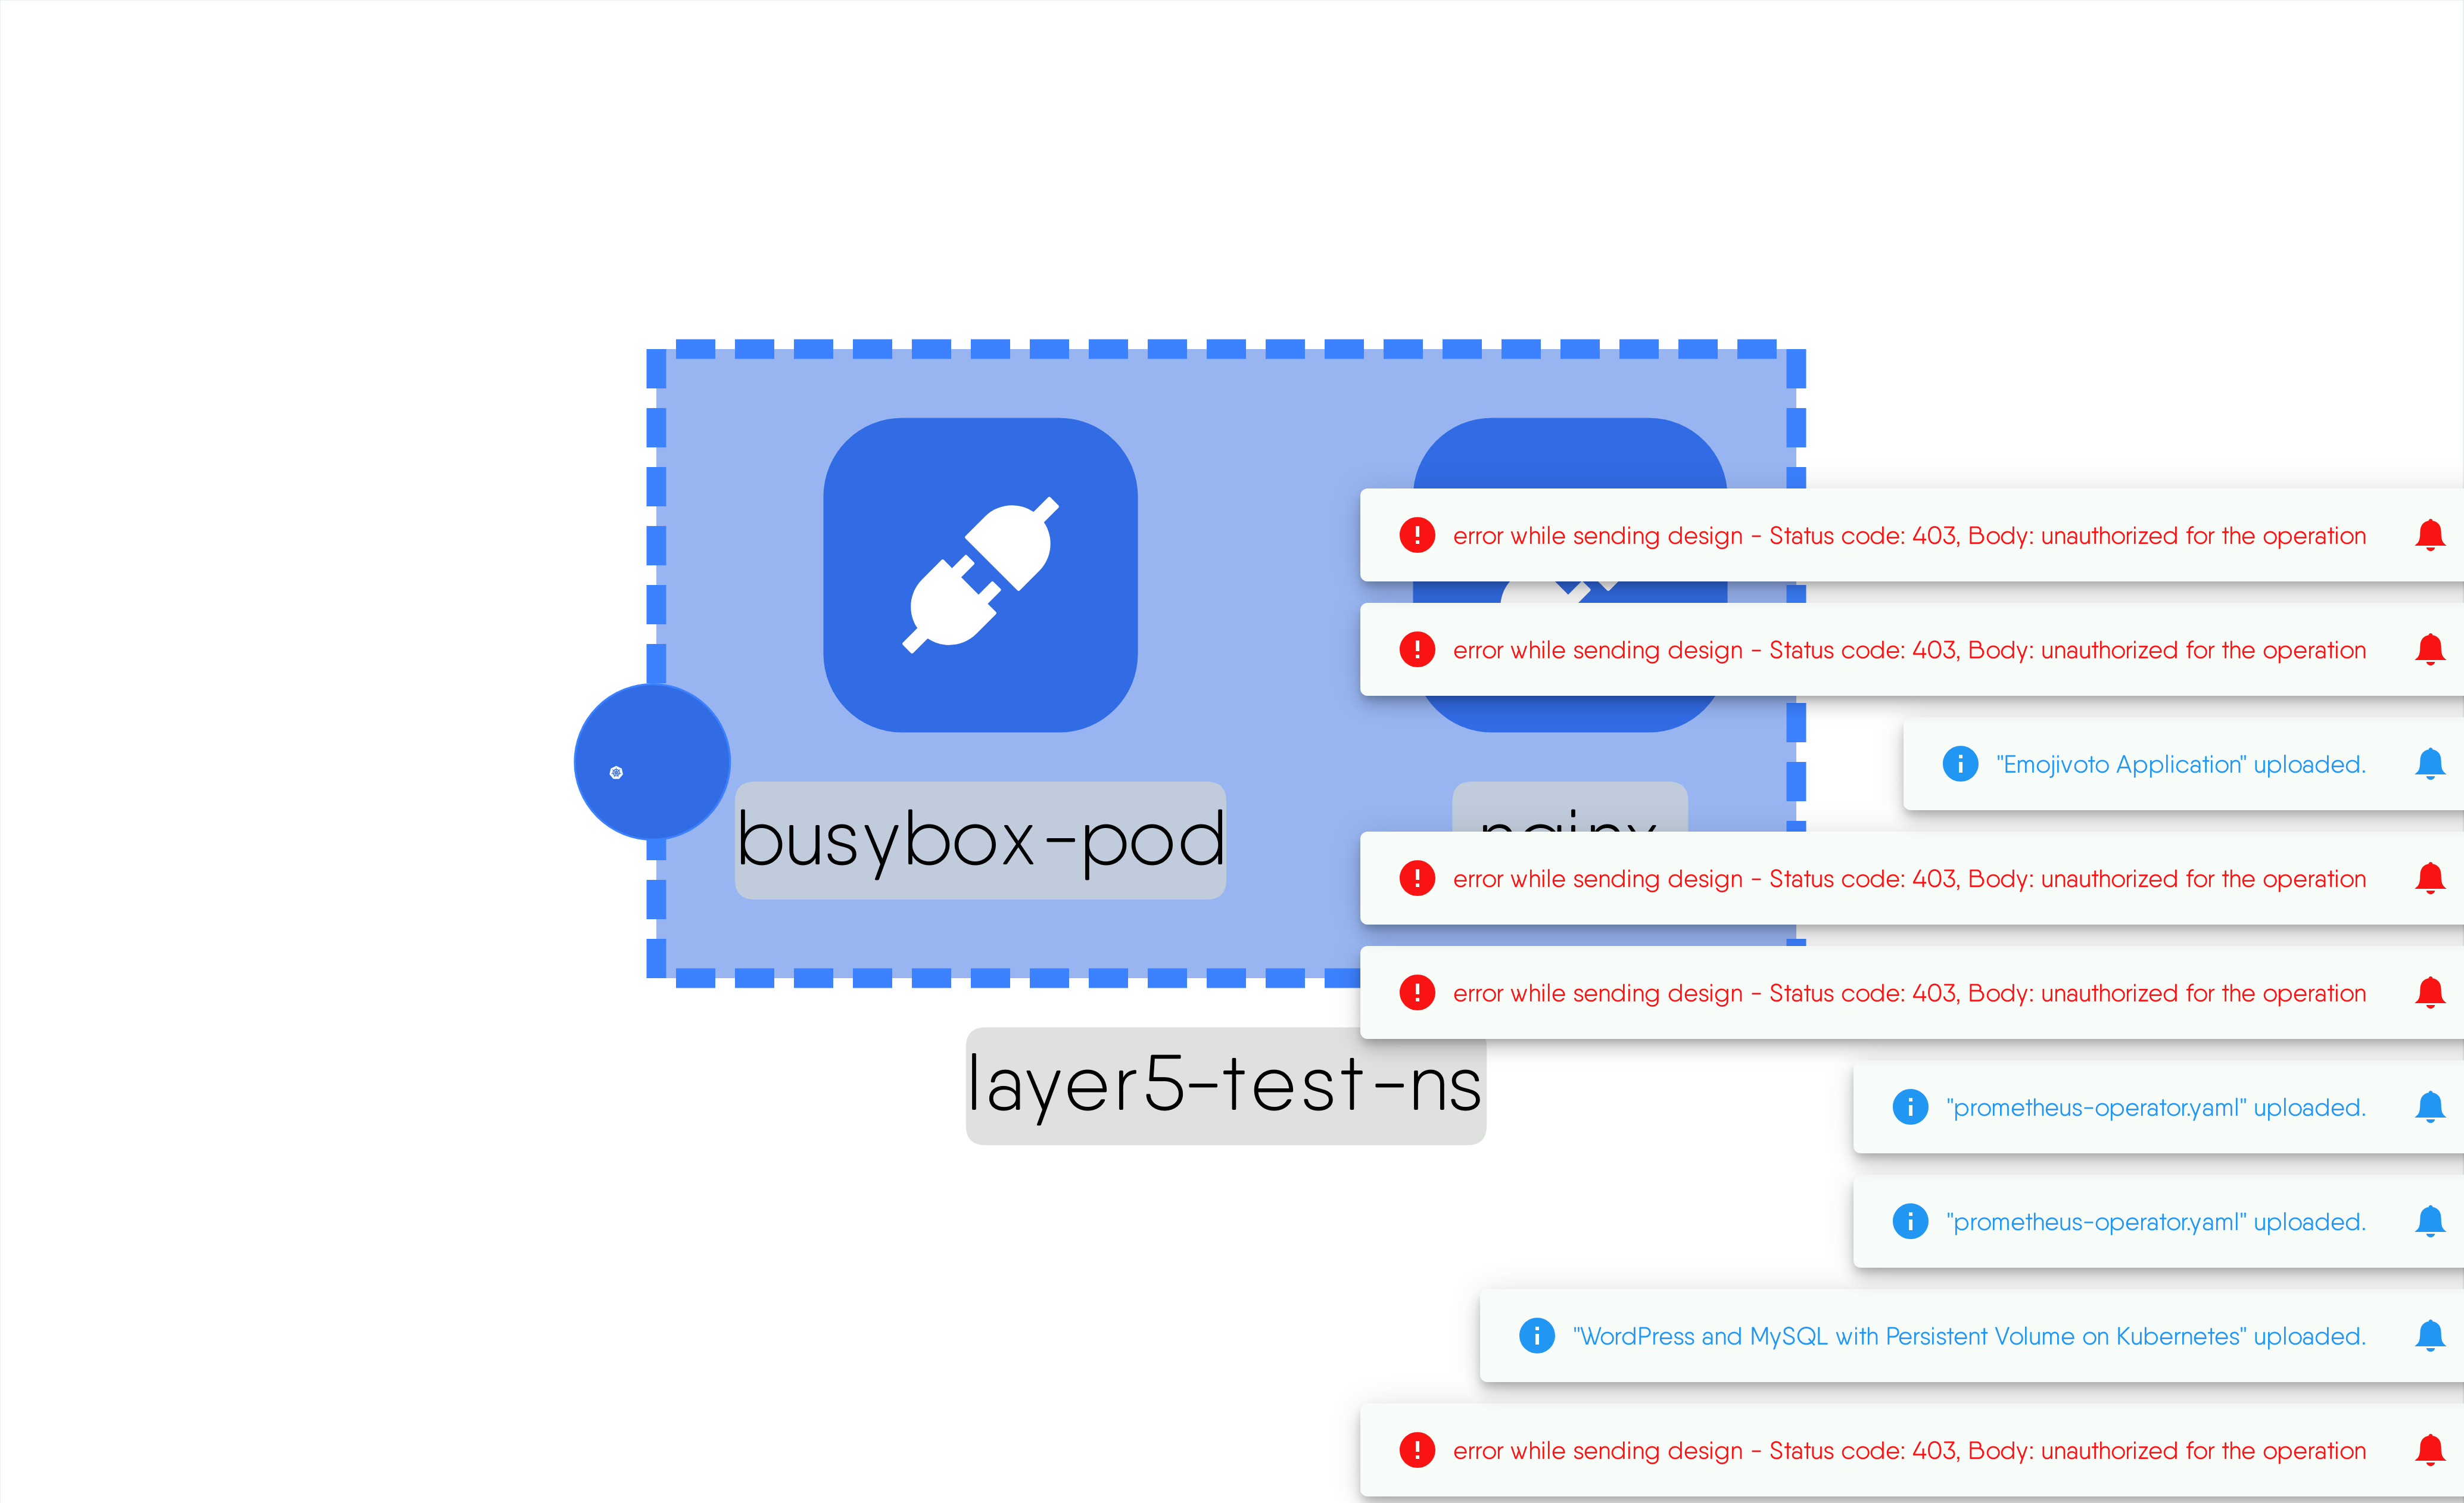 error while sending design - Status code: 403, Body: unauthorized for the operation
error while sending design - Status code: 403, Body: unauthorized for the operation
"Emojivoto Application" uploaded.
busybox-pod
nginx
error while sending design - Status code: 403, Body: unauthorized for the operation
error while sending design - Status code: 403, Body: unauthorized for the operation
layer5-test-ns
"prometheus-operator.yaml" uploaded.
"prometheus-operator.yaml" uploaded.
"WordPress and MySQL with Persistent Volume on Kubernetes" uploaded.
error while sending design - Status code: 403, Body: unauthorized for the operation